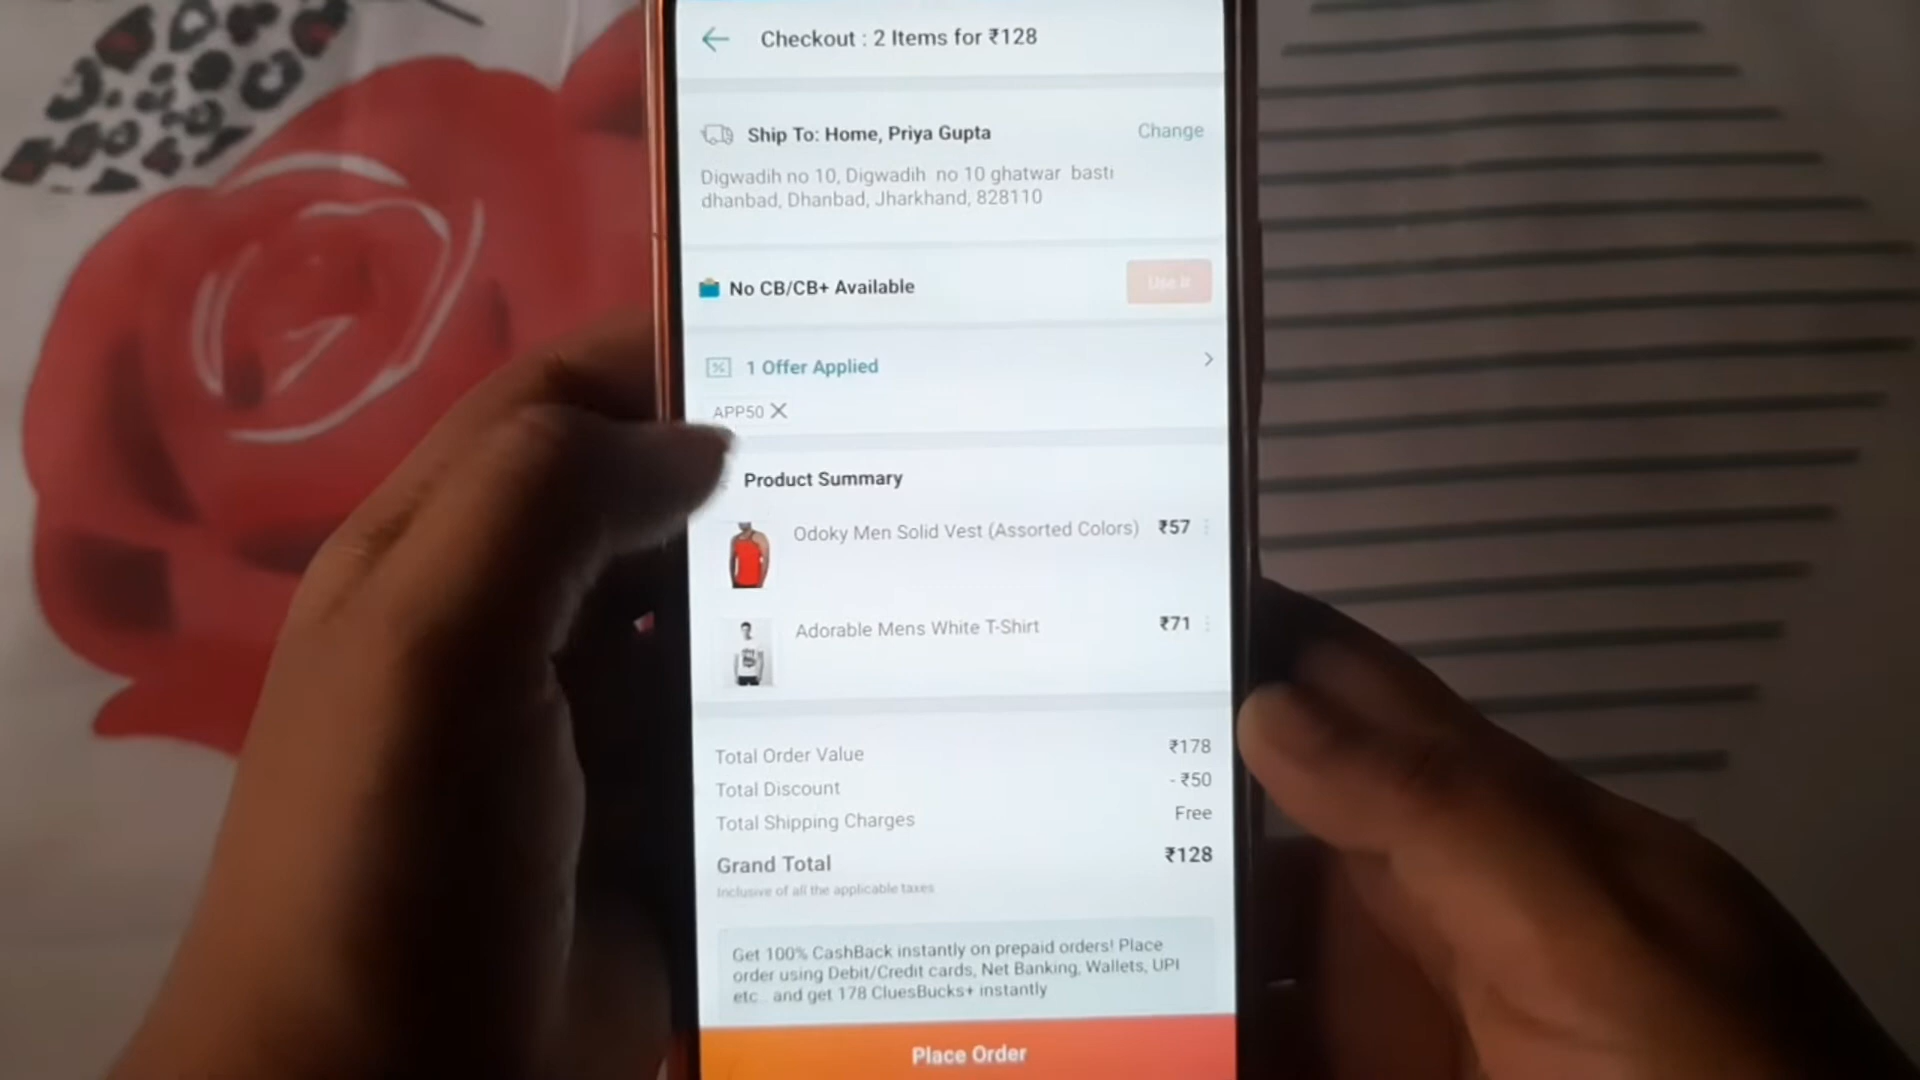 Checkout : 2 Items for ₹128
Ship To: Home, Priya Gupta
Change
Digwadih no 10, Digwadih no 10 ghatwar basti
dhanbad, Dhanbad, Jharkhand, 828110
No CB/CB+ Available
Use It
1 Offer Applied
APP50
Product Summary
Odoky Men Solid Vest (Assorted Colors) ₹57
Adorable Mens White T-Shirt ₹71
Total Order Value ₹178
Total Discount - ₹50
Total Shipping Charges Free
Grand Total ₹128
Inclusive of all the applicable taxes
Get 100% CashBack instantly on prepaid orders! Place
order using Debit/Credit cards, Net Banking, Wallets, UPI
etc.. and get 178 CluesBucks+ instantly
Place Order